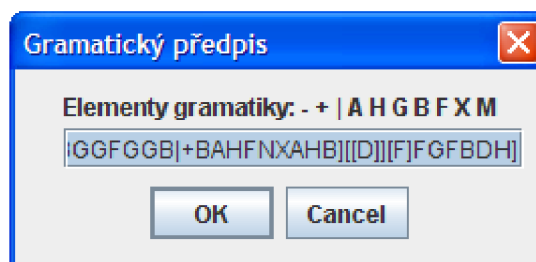 Gramatický předpis
Elementy gramatiky: - + | A H G B F X M
GGFGGB|+BAHFNXAHB][[D]][F]FGFBDH]
OK
Cancel